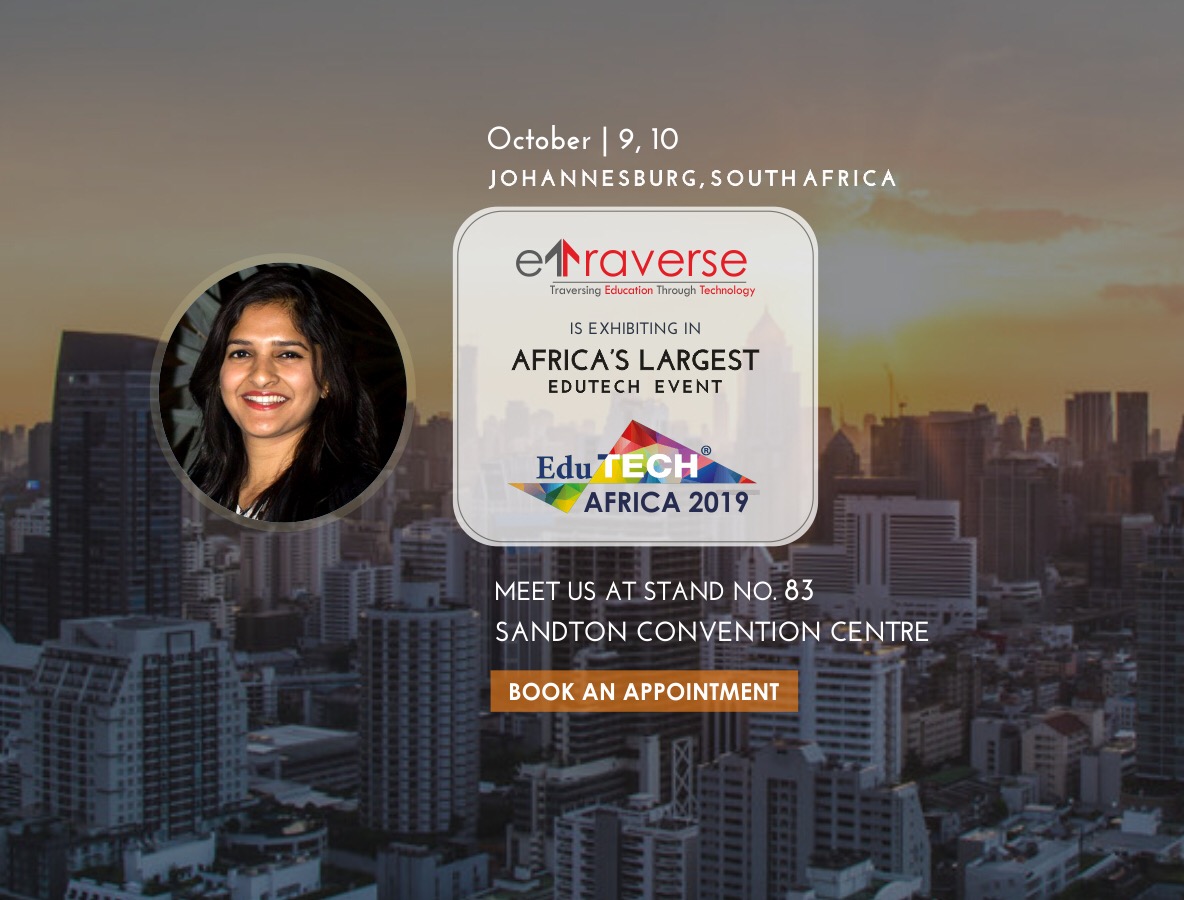 October | 9, 10
JOHANNESBURG, SOUTH AFRICA
eTraverse
Traversing Education Through Technology
IS EXHIBITING IN
AFRICA'S LARGEST
EDUTECH EVENT
EduTECH®
AFRICA 2019
MEET US AT STAND NO. 83
SANDTON CONVENTION CENTRE
BOOK AN APPOINTMENT